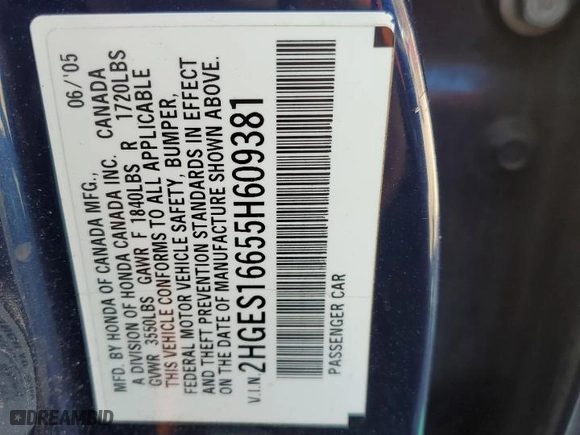 MFD. BY HONDA OF CANADA MFG., 06/'05
A DIVISION OF HONDA CANADA INC. CANADA
GVWR 3550LBS GAWR F 1840LBS R 1720LBS
THIS VEHICLE CONFORMS TO ALL APPLICABLE
FEDERAL MOTOR VEHICLE SAFETY, BUMPER,
AND THEFT PREVENTION STANDARDS IN EFFECT
ON THE DATE OF MANUFACTURE SHOWN ABOVE.
V.I.N. 2HGES16655H609381
PASSENGER CAR
DREAMBID